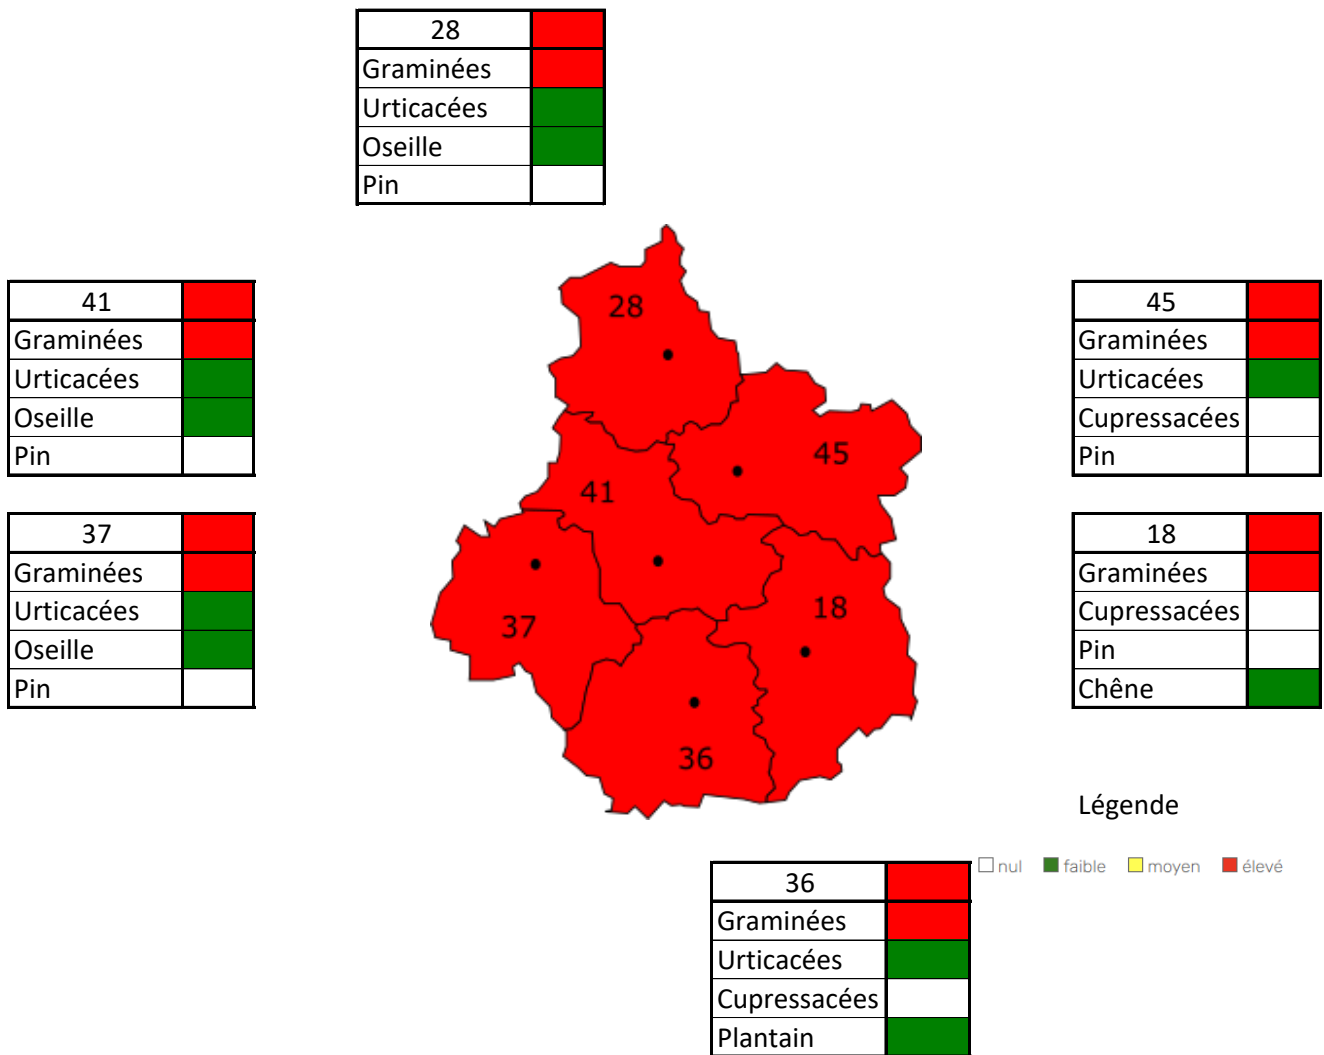 28
Graminées
Urticacées
Oseille
Pin
41
Graminées
Urticacées
Oseille
Pin
37
Graminées
Urticacées
Oseille
Pin
28
45
41
18
37
36
45
Graminées
Urticacées
Cupressacées
Pin
18
Graminées
Cupressacées
Pin
Chêne
Légende
nul faible moyen élevé
36
Graminées
Urticacées
Cupressacées
Plantain